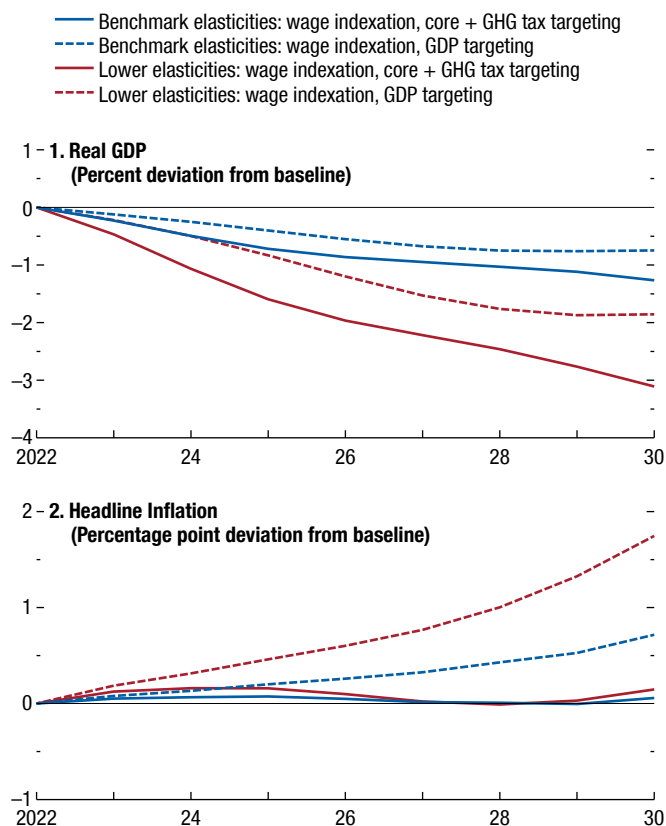 Benchmark elasticities: wage indexation, core + GHG tax targeting
Benchmark elasticities: wage indexation, GDP targeting
Lower elasticities: wage indexation, core + GHG tax targeting
Lower elasticities: wage indexation, GDP targeting
1. Real GDP
(Percent deviation from baseline)
1
0
–1
–2
–3
–4
2022 24 26 28 30
2. Headline Inflation
(Percentage point deviation from baseline)
2
1
0
–1
2022 24 26 28 30